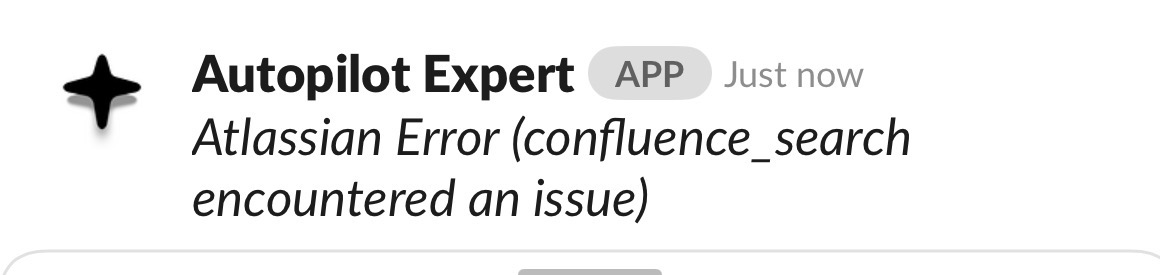 Autopilot Expert APP Just now
Atlassian Error (confluence_search
encountered an issue)